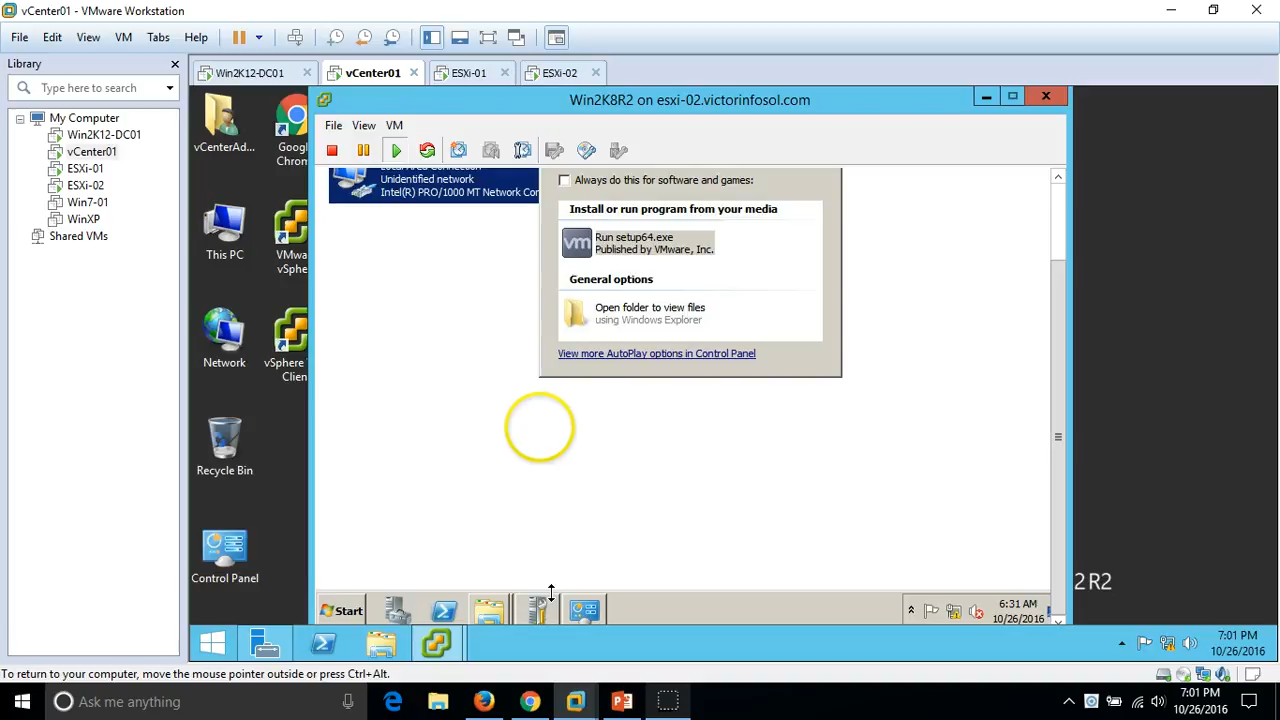 vCenter01 - VMware Workstation
File Edit View VM Tabs Help
Library
Type here to search
My Computer
Win2K12-DC01
vCenter01
ESXi-01
ESXi-02
Win7-01
WinXP
Shared VMs
Win2K12-DC01 vCenter01 ESXi-01 ESXi-02
vCenterAd...
This PC
Network
Recycle Bin
Control Panel
Goog
Chrom
VMwa
vSphere
vSphere
Clien
Win2K8R2 on esxi-02.victorinfosol.com
File View VM
Unidentified network
Intel(R) PRO/1000 MT Network Cor
Always do this for software and games:
Install or run program from your media
vm
Run setup64.exe
Published by VMware, Inc.
General options
Open folder to view files
using Windows Explorer
View more AutoPlay options in Control Panel
Start
6:31 AM
10/26/2016
2 R2
7:01 PM
10/26/2016
To return to your computer, move the mouse pointer outside or press Ctrl+Alt.
Ask me anything
7:01 PM
10/26/2016